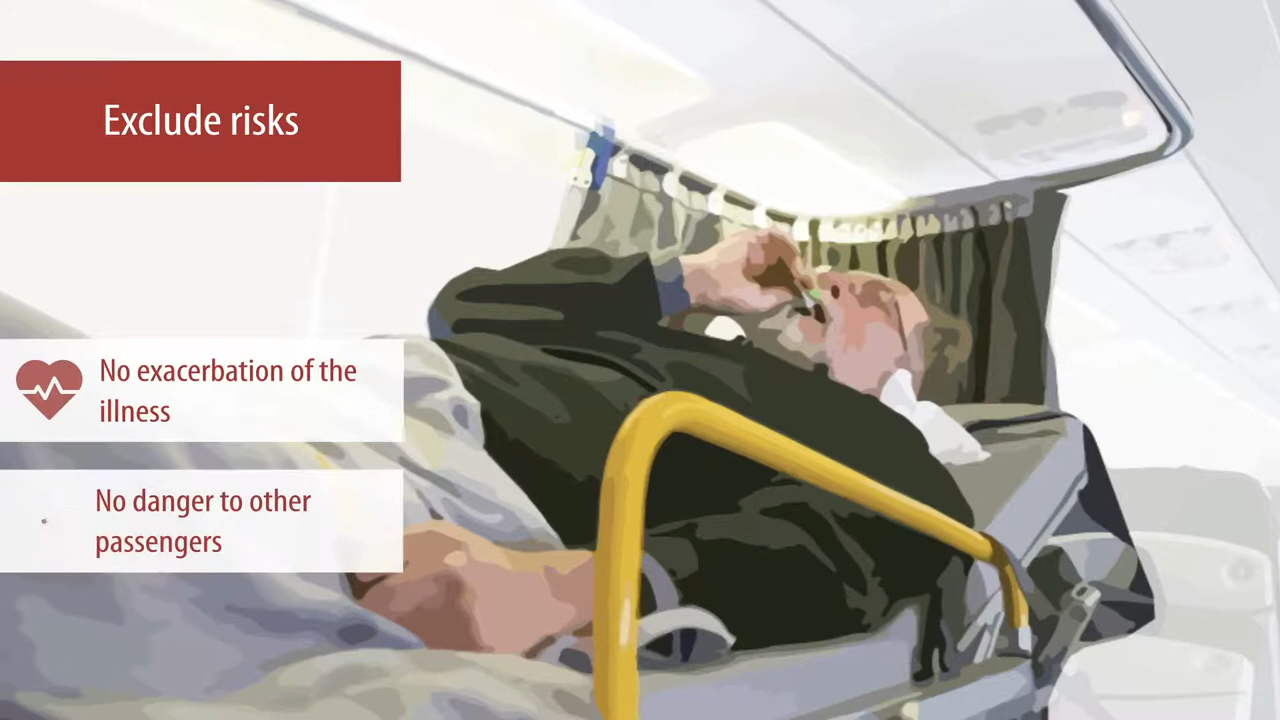 Exclude risks
No exacerbation of the
illness
No danger to other
passengers